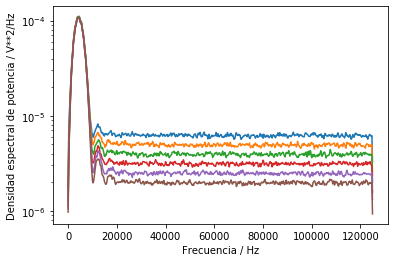 Densidad espectral de potencia / V**2/Hz
10⁻⁴
10⁻⁵
10⁻⁶
0 20000 40000 60000 80000 100000 120000
Frecuencia / Hz